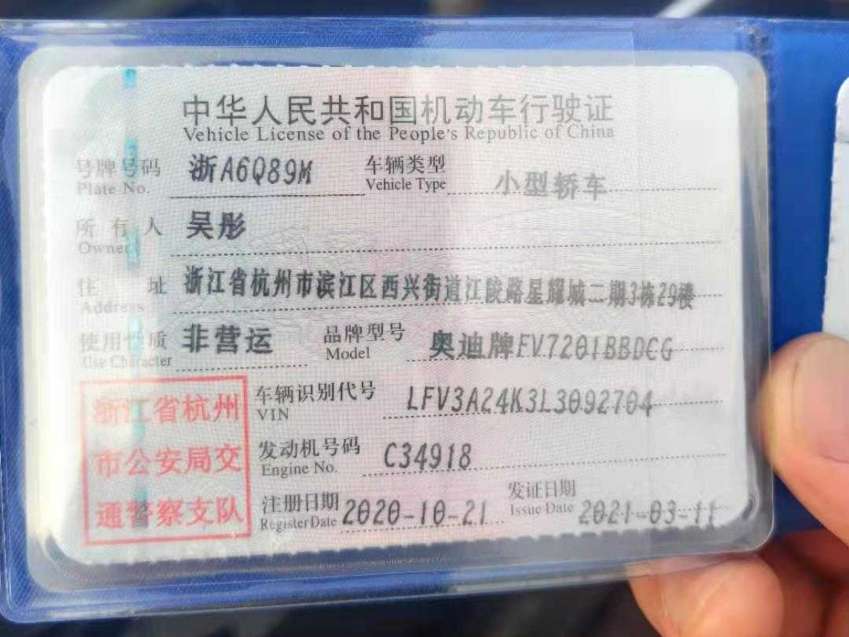 中华人民共和国机动车行驶证
Vehicle License of the People's Republic of China
号牌号码 浙A6Q89M 车辆类型 小型轿车
Plate No. Vehicle Type
所有人 吴彤
Owner
住址 浙江省杭州市滨江区西兴街道江陵路星耀城二期3栋29楼
Address
使用性质 非营运 品牌型号 奥迪牌FV7201BBDCG
Use Character Model
浙江省杭州 车辆识别代号 LFV3A24K3L3092704
VIN
市公安局交 发动机号码 C34918
Engine No.
通警察支队 注册日期 2020-10-21 发证日期 2021-03-11
Register Date Issue Date